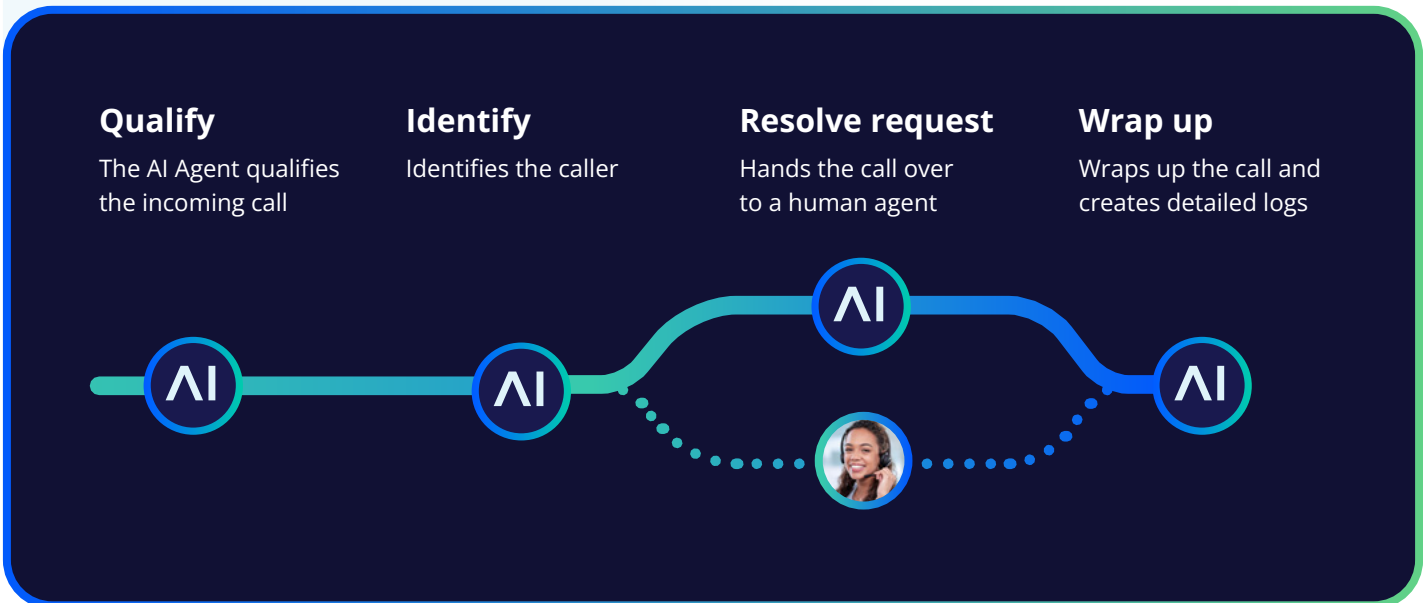 Qualify
The AI Agent qualifies
the incoming call
Identify
Identifies the caller
Resolve request
Hands the call over
to a human agent
Wrap up
Wraps up the call and
creates detailed logs
AI
AI
AI
AI